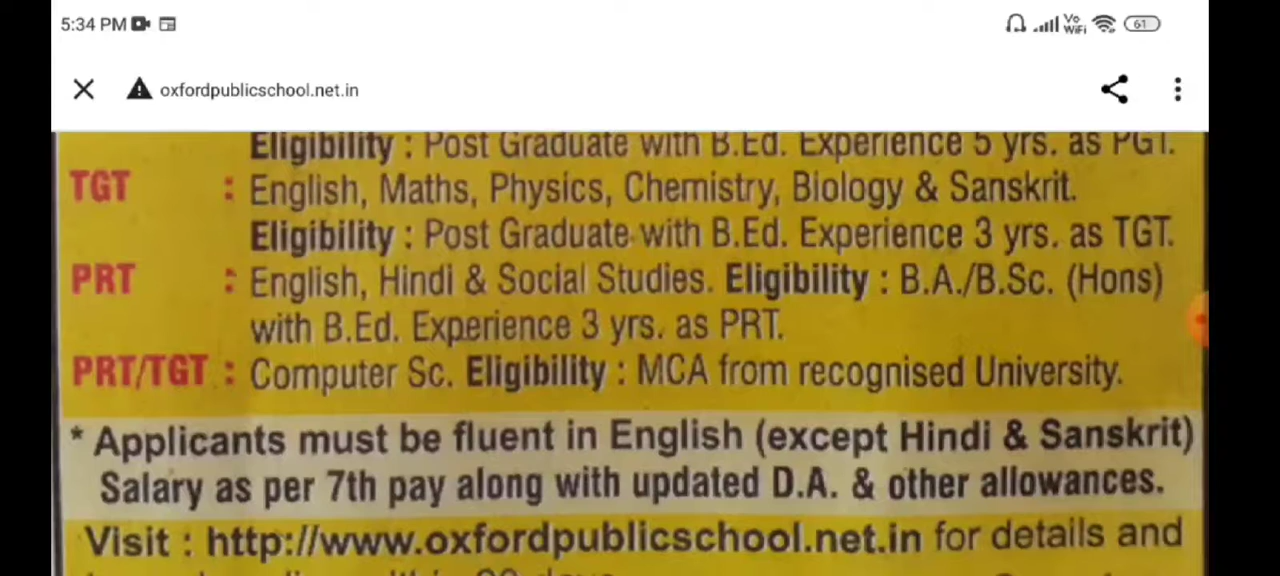 5:34 PM
Vo WiFi 61
oxfordpublicschool.net.in
Eligibility : Post Graduate with B.Ed. Experience 5 yrs. as PGT.
TGT : English, Maths, Physics, Chemistry, Biology & Sanskrit.
Eligibility : Post Graduate with B.Ed. Experience 3 yrs. as TGT.
PRT : English, Hindi & Social Studies. Eligibility : B.A./B.Sc. (Hons)
with B.Ed. Experience 3 yrs. as PRT.
PRT/TGT : Computer Sc. Eligibility : MCA from recognised University.
* Applicants must be fluent in English (except Hindi & Sanskrit)
Salary as per 7th pay along with updated D.A. & other allowances.
Visit : http://www.oxfordpublicschool.net.in for details and